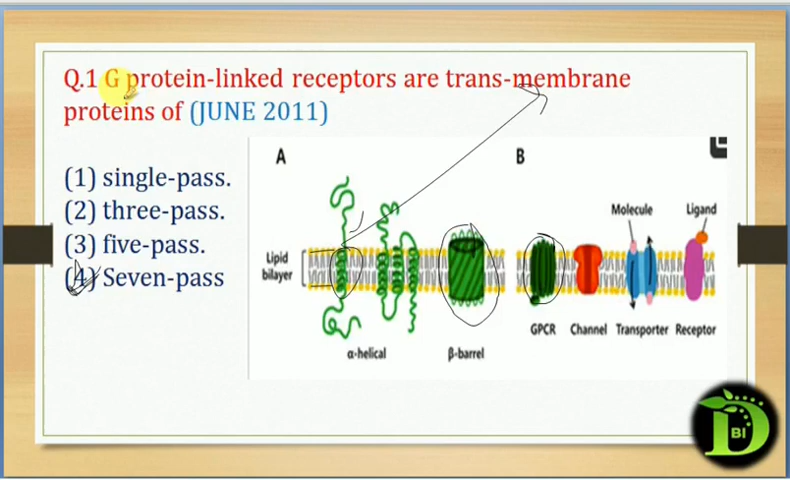 Q.1 G protein-linked receptors are trans-membrane
proteins of (JUNE 2011)
(1) single-pass.
(2) three-pass.
(3) five-pass.
(4) Seven-pass
A
B
Molecule
Ligand
Lipid
bilayer
GPCR Channel Transporter Receptor
α-helical
β-barrel
D
BI